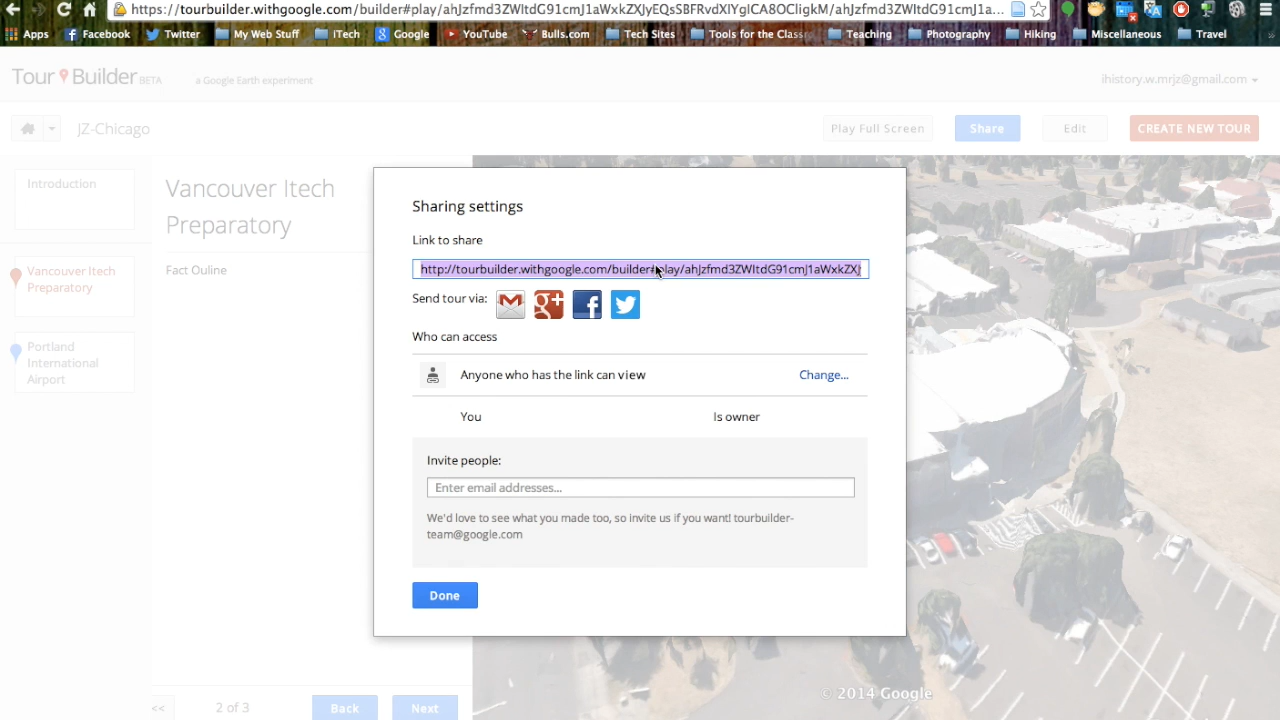 https://tourbuilder.withgoogle.com/builder#play/
Apps Facebook Twitter My Web Stuff iTech Google YouTube Bulls.com Tech Sites Tools for the Teaching Photography Hiking Miscellaneous Travel »
Tour Builder BETA a Google Earth experiment ihistory.w.mrjz@gmail.com
JZ-Chicago Play Full Screen Share Edit CREATE NEW TOUR
Introduction
Vancouver Itech
Preparatory
Portland
International
Airport
Vancouver Itech
Preparatory
Fact Ouline
<< 2 of 3 Back Next
Sharing settings
Link to share
http://tourbuilder.withgoogle.com/builder#play/
Send tour via:
Who can access
Anyone who has the link can view Change...
You Is owner
Invite people:
Enter email addresses...
We'd love to see what you made too, so invite us if you want! tourbuilder-
team@google.com
Done
© 2014 Google